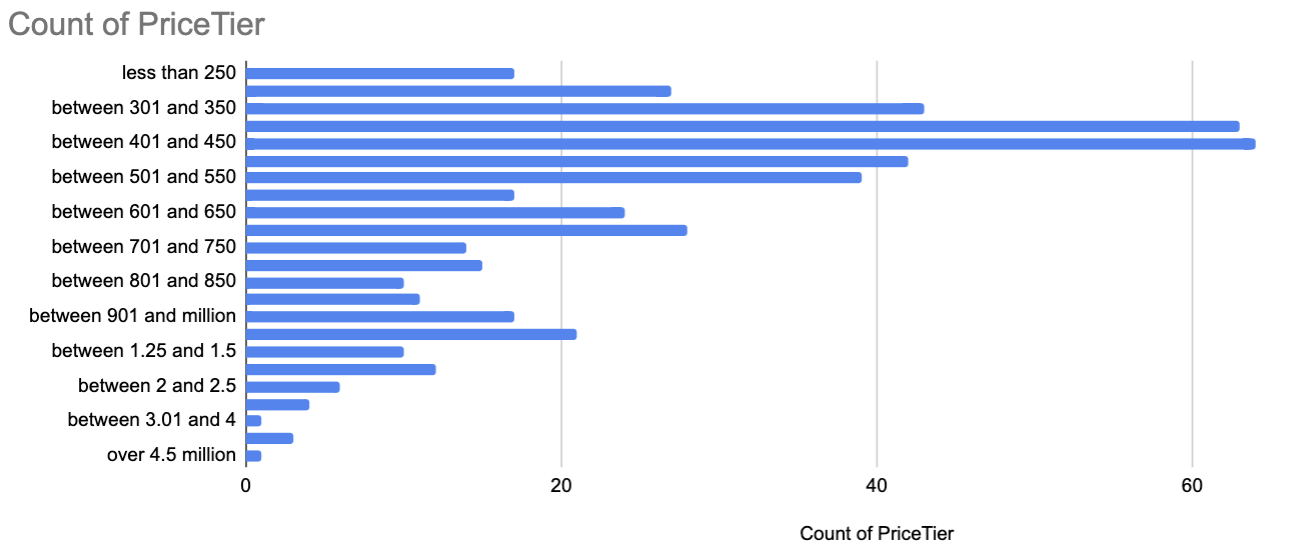 Count of PriceTier
less than 250
between 301 and 350
between 401 and 450
between 501 and 550
between 601 and 650
between 701 and 750
between 801 and 850
between 901 and million
between 1.25 and 1.5
between 2 and 2.5
between 3.01 and 4
over 4.5 million
0 20 40 60
Count of PriceTier